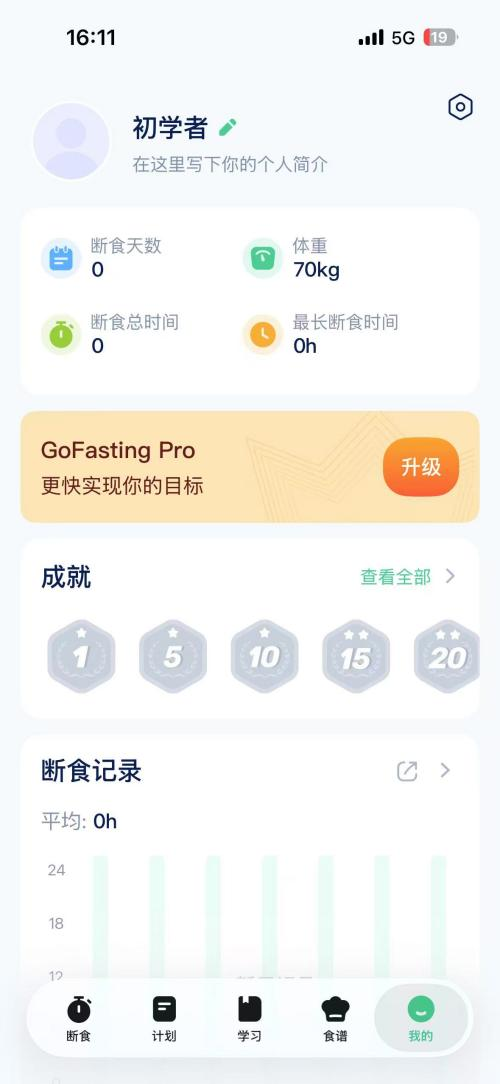 16:11
5G
19
初学者
在这里写下你的个人简介
断食天数
0
体重
70kg
断食总时间
0
最长断食时间
0h
GoFasting Pro
更快实现你的目标
升级
成就
查看全部
1
5
10
15
20
断食记录
平均: 0h
24
18
12
断食
计划
学习
食谱
我的